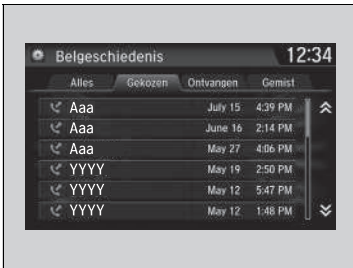 Belgeschiedenis 12:34
Alles Gekozen Ontvangen Gemist
Aaa July 15 4:39 PM
Aaa June 16 2:14 PM
Aaa May 27 4:06 PM
YYYY May 19 2:50 PM
YYYY May 12 5:47 PM
YYYY May 12 1:48 PM